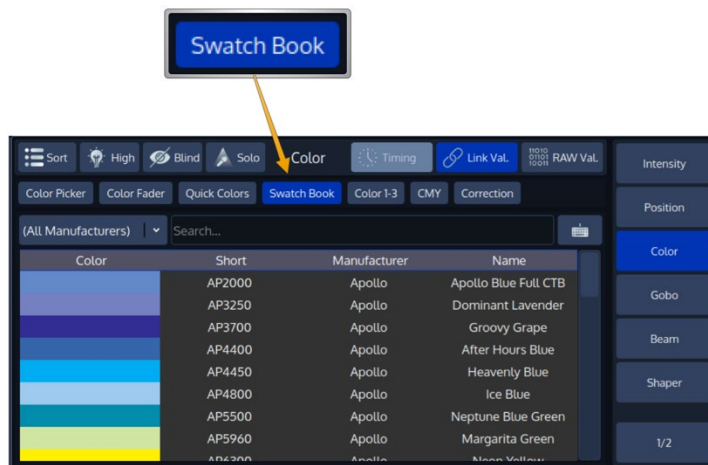 Swatch Book
Sort High Blind Solo Color Timing Link Val. RAW Val.
Color Picker Color Fader Quick Colors Swatch Book Color 1-3 CMY Correction
(All Manufacturers) Search...
Color Short Manufacturer Name
AP2000 Apollo Apollo Blue Full CTB
AP3250 Apollo Dominant Lavender
AP3700 Apollo Groovy Grape
AP4400 Apollo After Hours Blue
AP4450 Apollo Heavenly Blue
AP4800 Apollo Ice Blue
AP5500 Apollo Neptune Blue Green
AP5960 Apollo Margarita Green
AP6300 Apollo Neon Yellow
Intensity
Position
Color
Gobo
Beam
Shaper
1/2